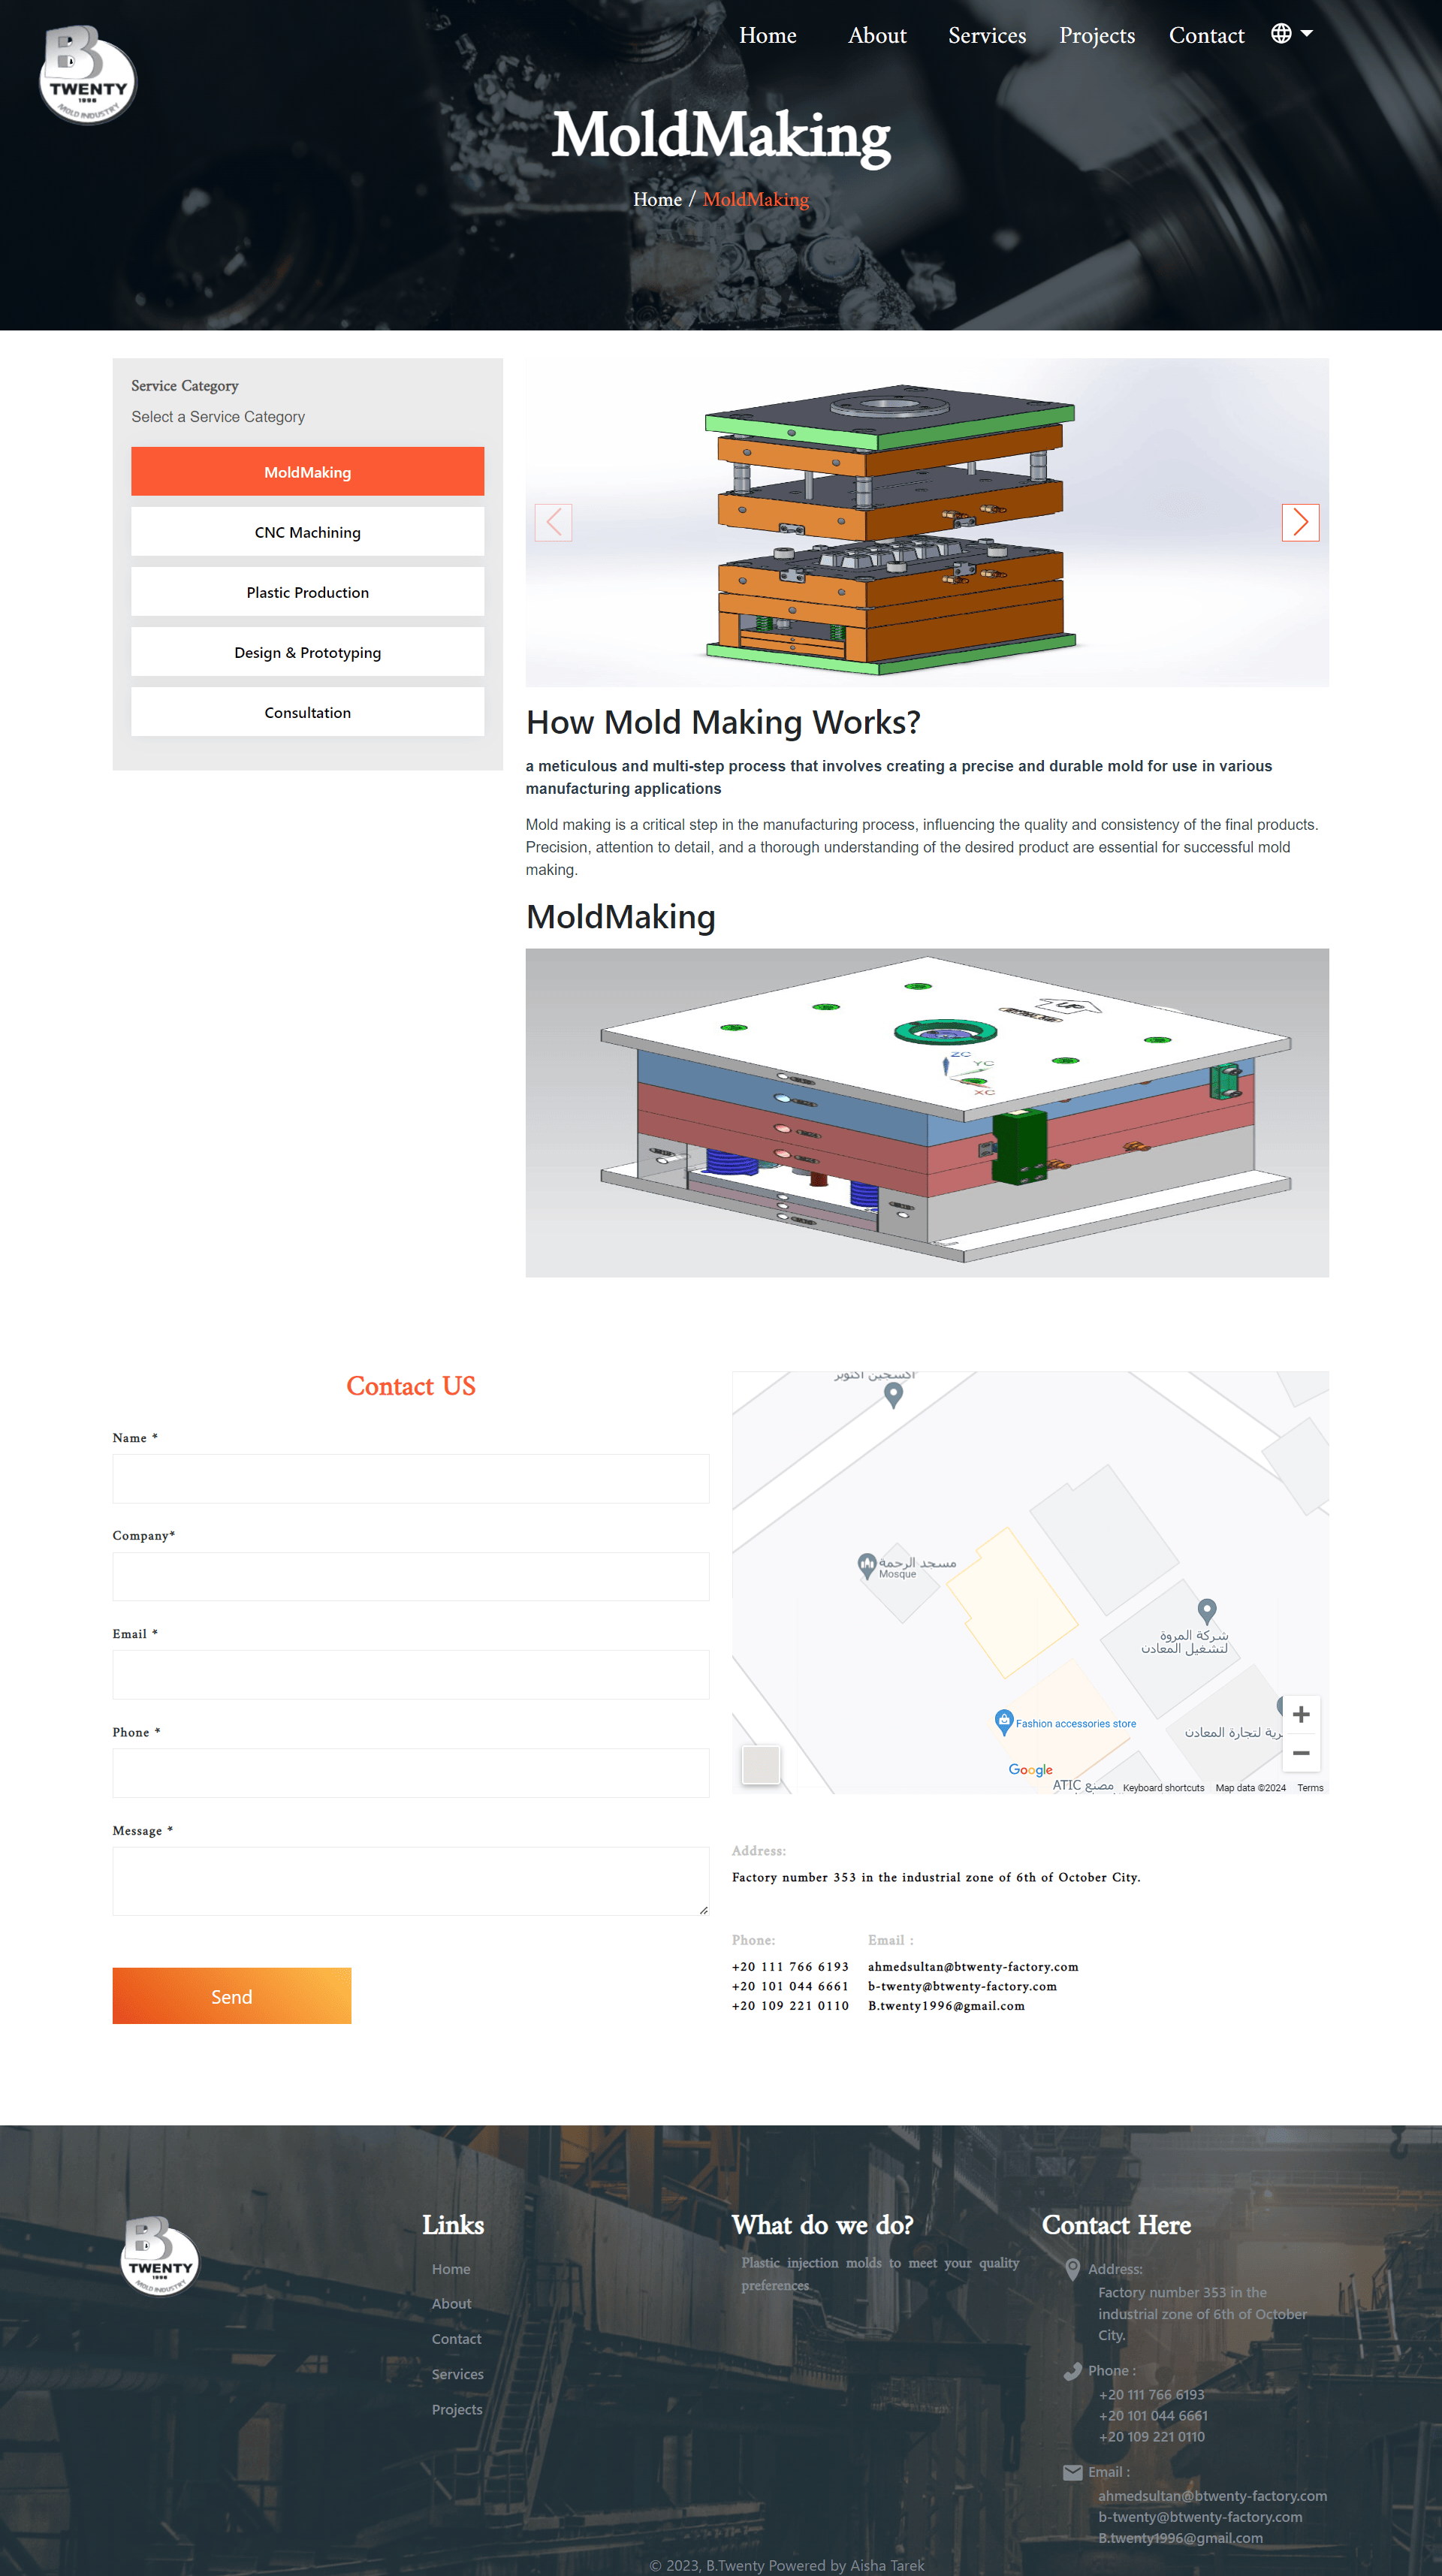 B
TWENTY
1996
MOLD INDUSTRY
Home
About
Services
Projects
Contact
MoldMaking
Home / MoldMaking
Service Category
Select a Service Category
MoldMaking
CNC Machining
Plastic Production
Design & Prototyping
Consultation
How Mold Making Works?
a meticulous and multi-step process that involves creating a precise and durable mold for use in various
manufacturing applications
Mold making is a critical step in the manufacturing process, influencing the quality and consistency of the final products.
Precision, attention to detail, and a thorough understanding of the desired product are essential for successful mold
making.
MoldMaking
UP
ZC
YC
XC
Contact US
Name *
Company*
Email *
Phone *
Message *
Send
اكسجين اكتوبر
مسجد الرحمة
Mosque
شركة المروة
لتشغيل المعادن
Fashion accessories store
لتجارة المعادن
Google
مصنع ATIC
Keyboard shortcuts
Map data ©2024
Terms
Address:
Factory number 353 in the industrial zone of 6th of October City.
Phone:
+20 111 766 6193
+20 101 044 6661
+20 109 221 0110
Email :
ahmedsultan@btwenty-factory.com
b-twenty@btwenty-factory.com
B.twenty1996@gmail.com
B
TWENTY
MOLD INDUSTRY
Links
Home
About
Contact
Services
Projects
What do we do?
Plastic injection molds to meet your quality
preferences
Contact Here
Address:
Factory number 353 in the
industrial zone of 6th of October
City.
Phone :
+20 111 766 6193
+20 101 044 6661
+20 109 221 0110
Email :
ahmedsultan@btwenty-factory.com
b-twenty@btwenty-factory.com
B.twenty1996@gmail.com
© 2023, B.Twenty Powered by Aisha Tarek